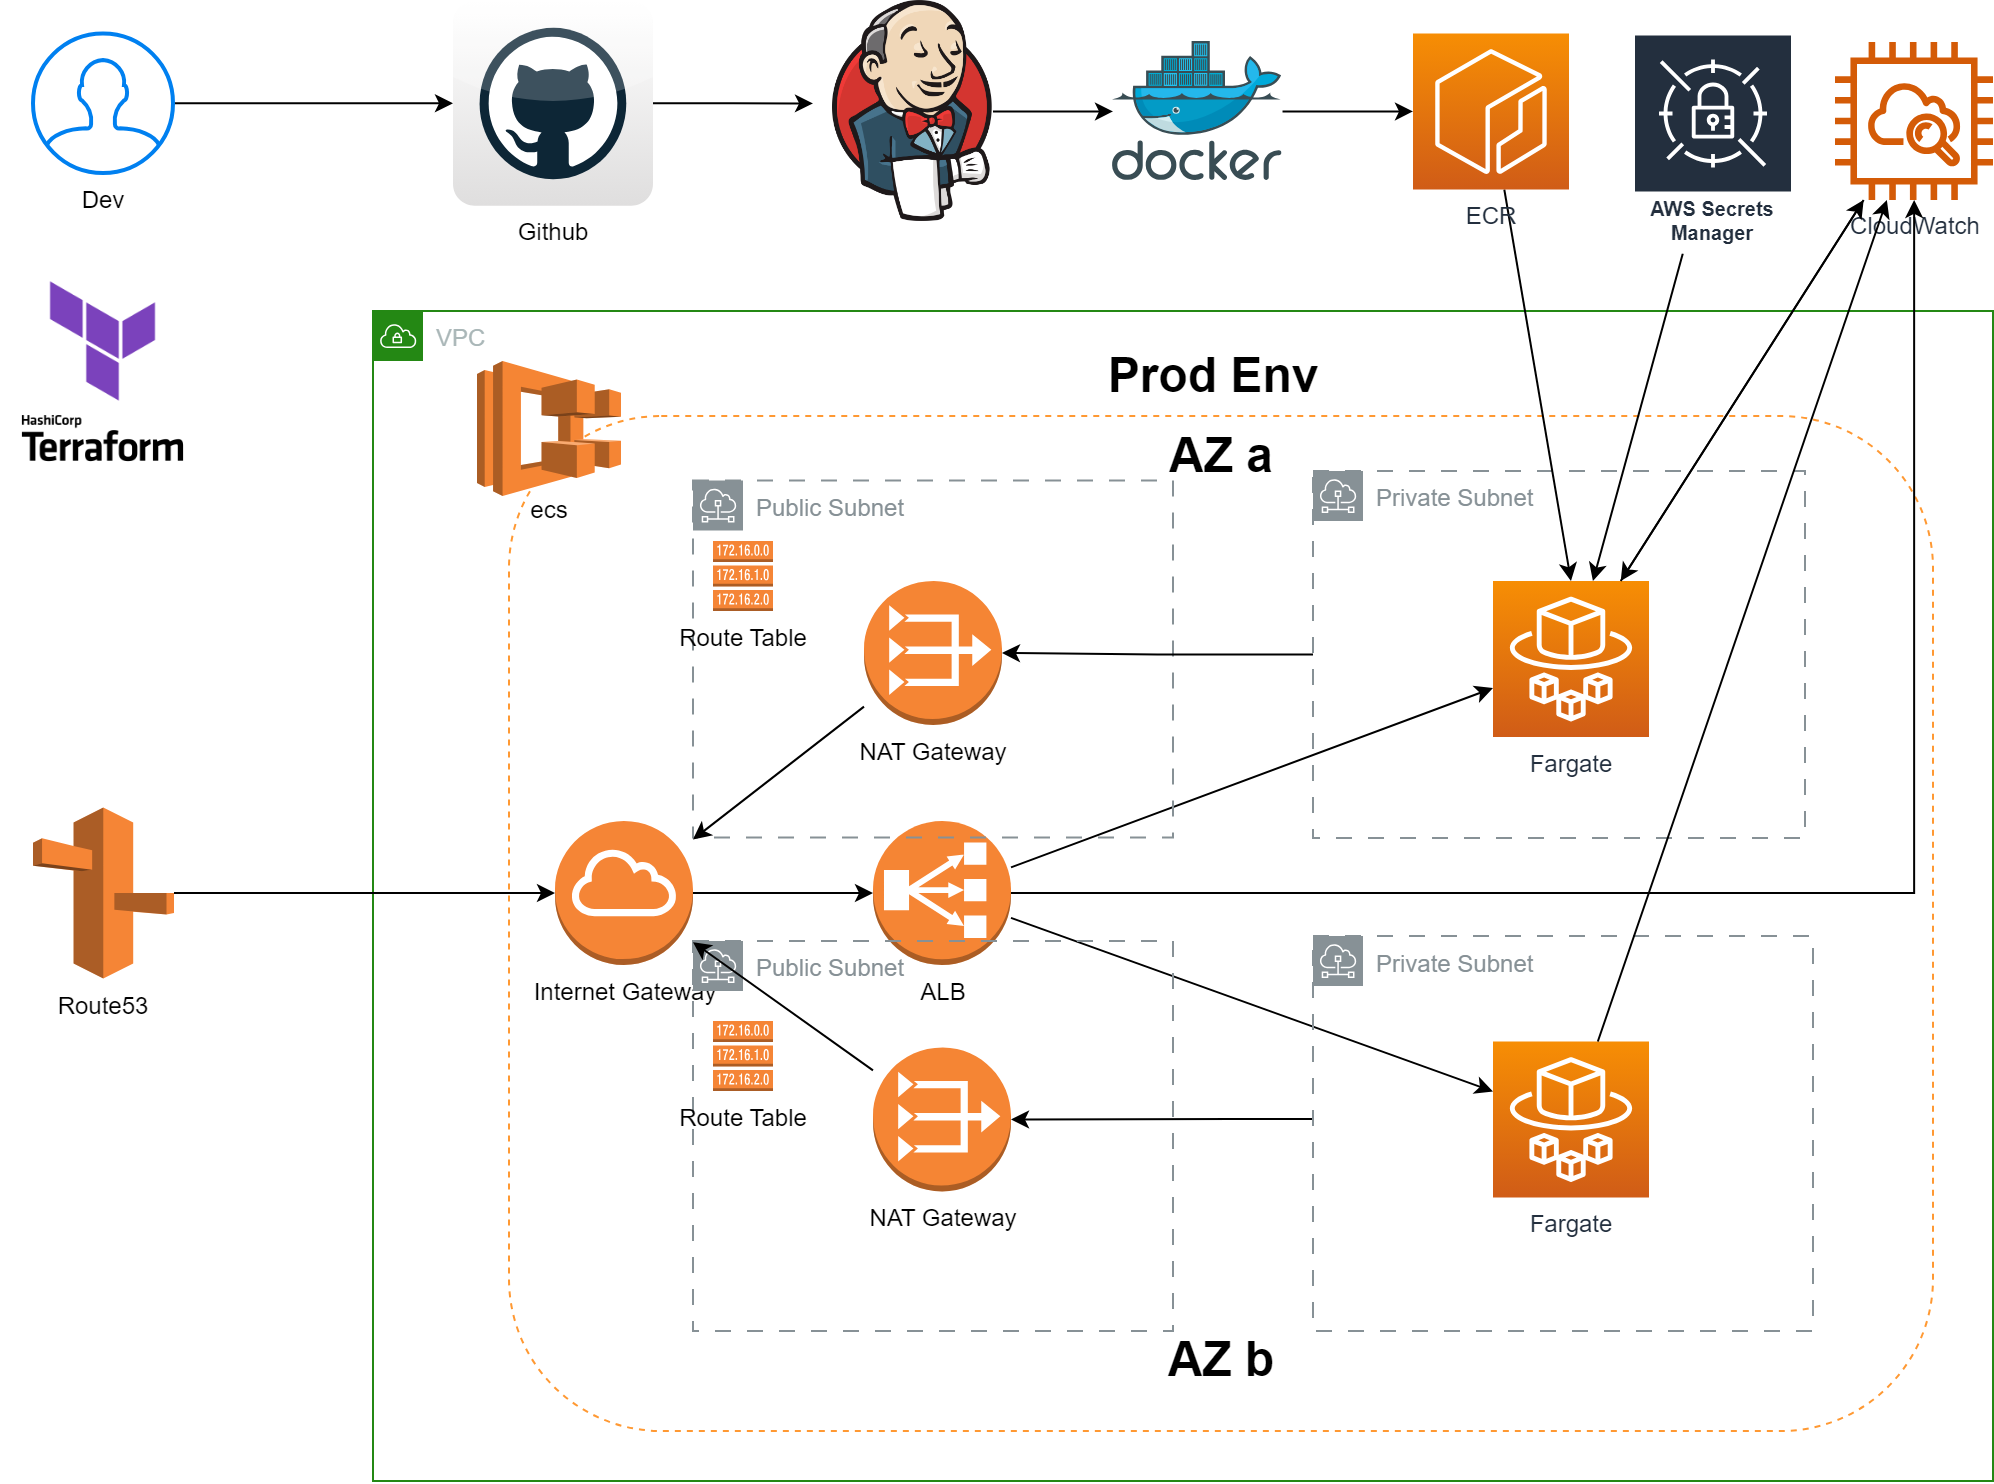 docker
Dev
Github
ECR
AWS Secrets
Manager
CloudWatch
HashiCorp
Terraform
VPC
Prod Env
ecs
AZ a
Public Subnet
Private Subnet
172.16.0.0
172.16.1.0
172.16.2.0
Route Table
NAT Gateway
Fargate
Route53
Internet Gateway
ALB
Public Subnet
Private Subnet
172.16.0.0
172.16.1.0
172.16.2.0
Route Table
NAT Gateway
Fargate
AZ b